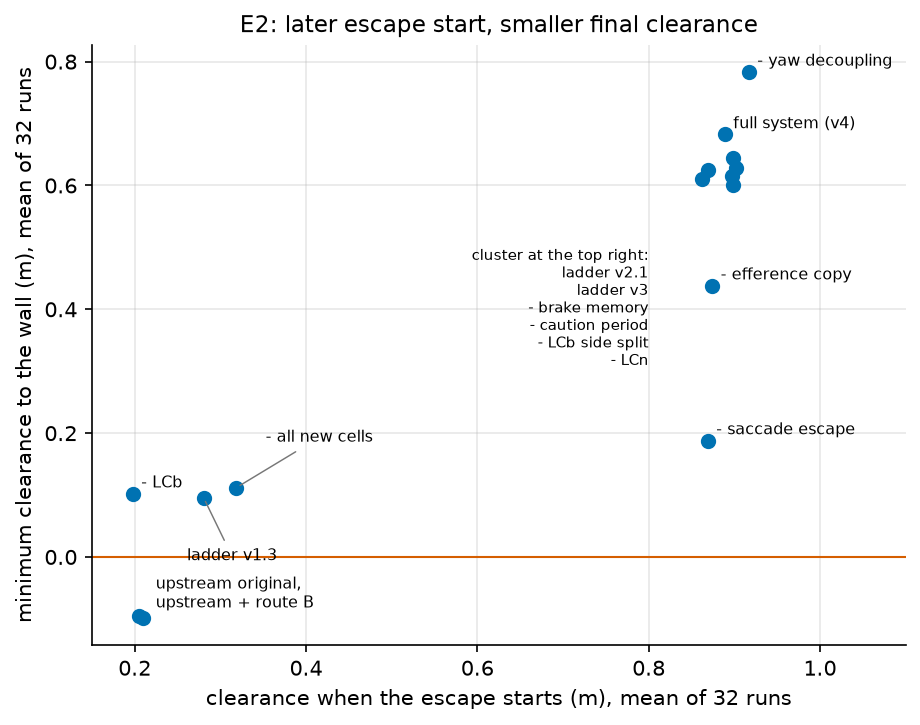 E2: later escape start, smaller final clearance
minimum clearance to the wall (m), mean of 32 runs
0.8
0.6
0.4
0.2
0.0
- yaw decoupling
full system (v4)
cluster at the top right:
ladder v2.1
ladder v3
- brake memory
- caution period
- LCb side split
- LCn
- efference copy
- saccade escape
- all new cells
- LCb
ladder v1.3
upstream original,
upstream + route B
0.2
0.4
0.6
0.8
1.0
clearance when the escape starts (m), mean of 32 runs